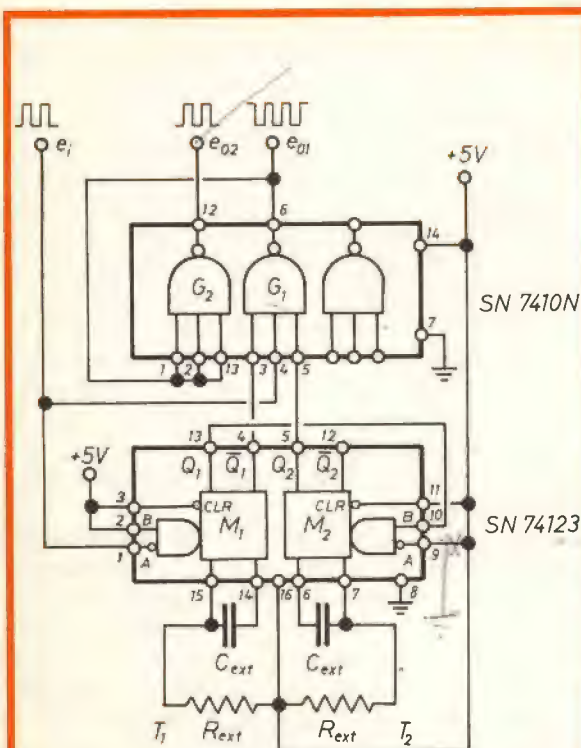 e_i e_02 e_01
+5V
12 6
14
G_2 G_1
SN 7410N
7
1 2 13 3 4 5
13 4 5 12
+5V Q_1 Q̄_1 Q_2 Q̄_2
3 CLR CLR 11
2 B M_1 M_2 B 10
SN 74123
1 A A 9
15 14 16 6 7 8
C_ext C_ext
T_1 R_ext R_ext T_2